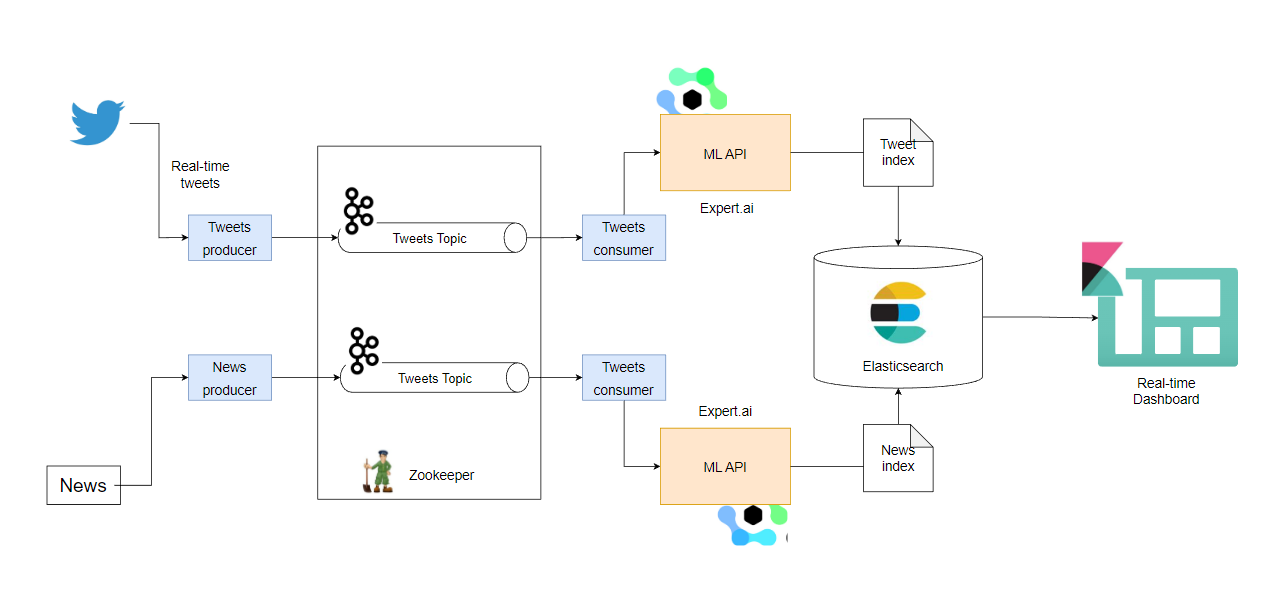 Real-time
tweets
Tweets
producer
Tweets Topic
Tweets
consumer
ML API
Expert.ai
Tweet
index
Elasticsearch
Real-time
Dashboard
News
News
producer
Tweets Topic
Tweets
consumer
Expert.ai
ML API
News
index
Zookeeper